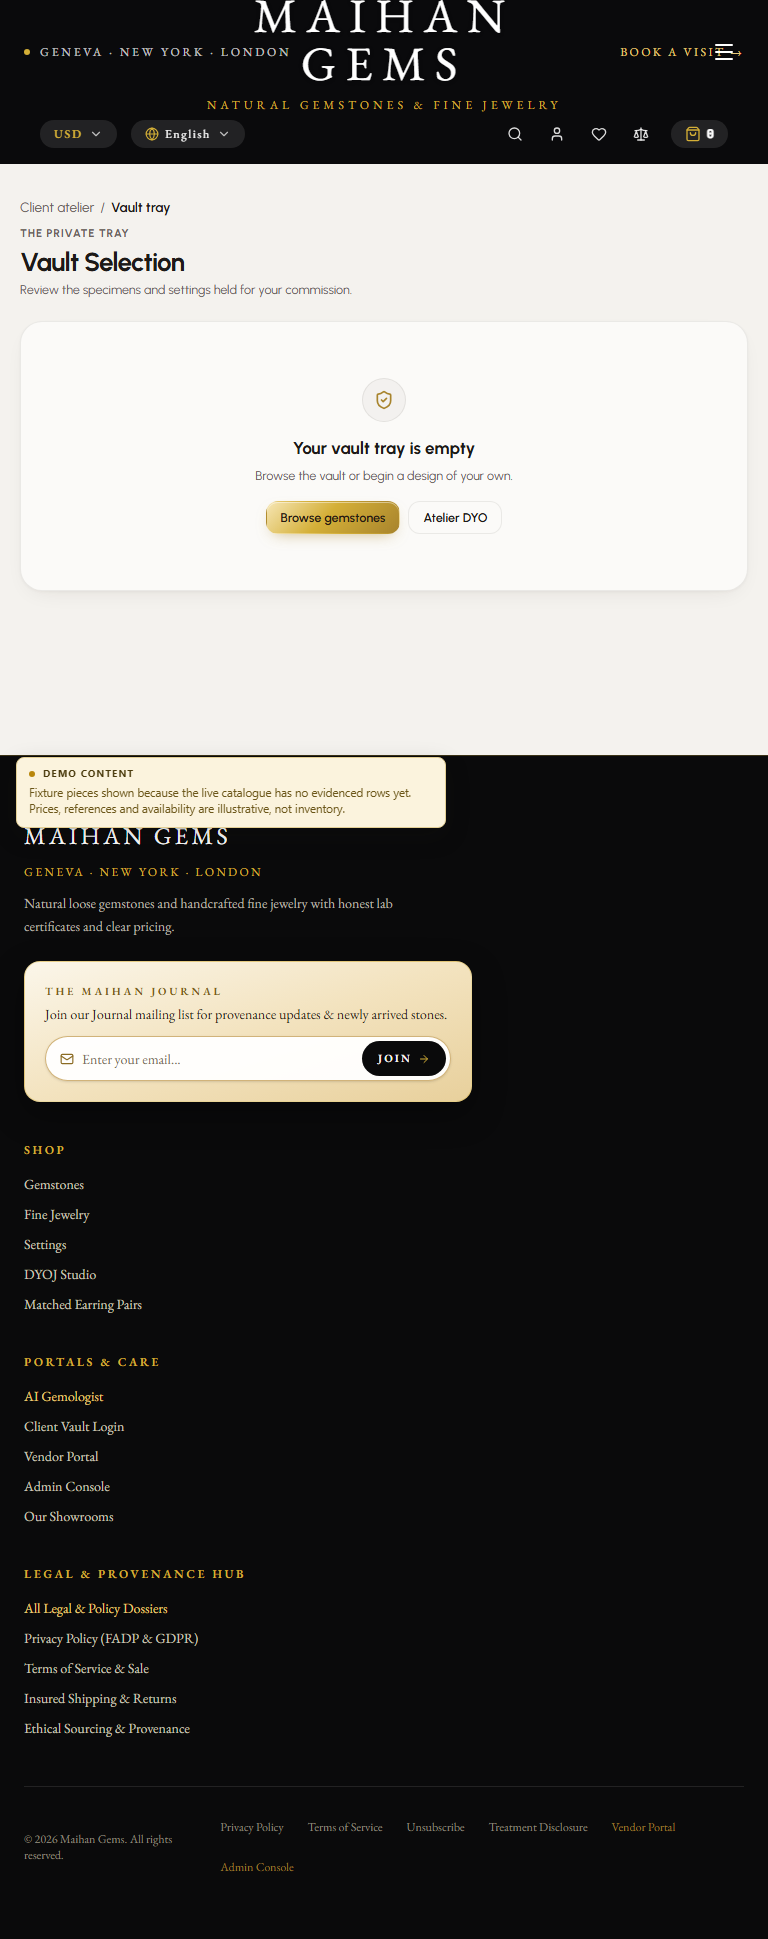 MAIHAN
GEMS
GENEVA · NEW YORK · LONDON
BOOK A VISIT →
NATURAL GEMSTONES & FINE JEWELRY
USD
English
0
Client atelier / Vault tray
THE PRIVATE TRAY
Vault Selection
Review the specimens and settings held for your commission.
Your vault tray is empty
Browse the vault or begin a design of your own.
Browse gemstones
Atelier DYO
DEMO CONTENT
Fixture pieces shown because the live catalogue has no evidenced rows yet.
Prices, references and availability are illustrative, not inventory.
MAIHAN GEMS
GENEVA · NEW YORK · LONDON
Natural loose gemstones and handcrafted fine jewelry with honest lab
certificates and clear pricing.
THE MAIHAN JOURNAL
Join our Journal mailing list for provenance updates & newly arrived stones.
Enter your email...
JOIN →
SHOP
Gemstones
Fine Jewelry
Settings
DYOJ Studio
Matched Earring Pairs
PORTALS & CARE
AI Gemologist
Client Vault Login
Vendor Portal
Admin Console
Our Showrooms
LEGAL & PROVENANCE HUB
All Legal & Policy Dossiers
Privacy Policy (FADP & GDPR)
Terms of Service & Sale
Insured Shipping & Returns
Ethical Sourcing & Provenance
© 2026 Maihan Gems. All rights
reserved.
Privacy Policy
Terms of Service
Unsubscribe
Treatment Disclosure
Vendor Portal
Admin Console